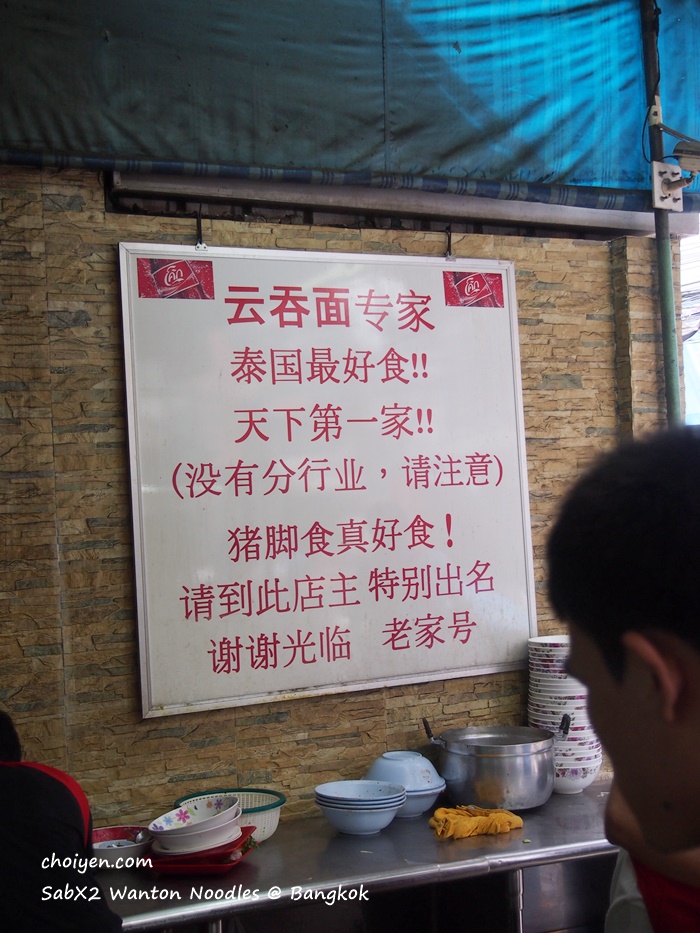 云吞面专家
泰国最好食!!
天下第一家!!
(没有分行业，请注意)
猪脚食真好食!
请到此店主 特别出名
谢谢光临 老家号
choiyen.com
SabX2 Wanton Noodles @ Bangkok